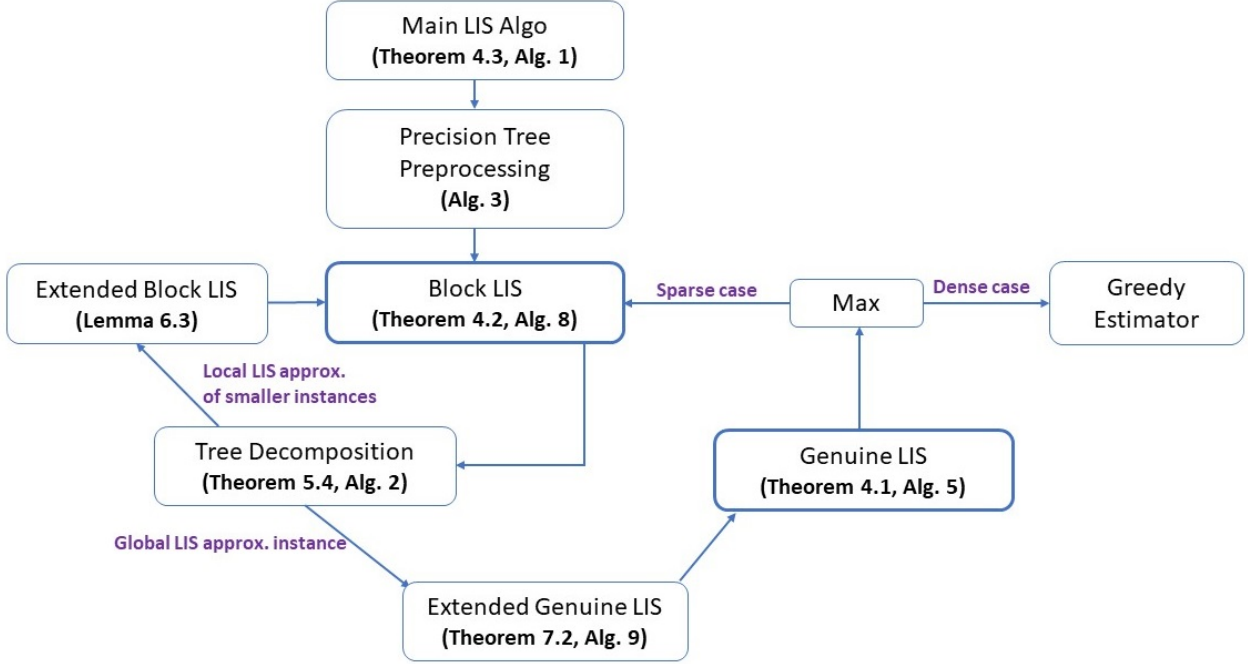 Main LIS Algo
(Theorem 4.3, Alg. 1)
Precision Tree
Preprocessing
(Alg. 3)
Extended Block LIS
(Lemma 6.3)
Block LIS
(Theorem 4.2, Alg. 8)
Sparse case
Max
Dense case
Greedy
Estimator
Local LIS approx.
of smaller instances
Tree Decomposition
(Theorem 5.4, Alg. 2)
Genuine LIS
(Theorem 4.1, Alg. 5)
Global LIS approx. instance
Extended Genuine LIS
(Theorem 7.2, Alg. 9)